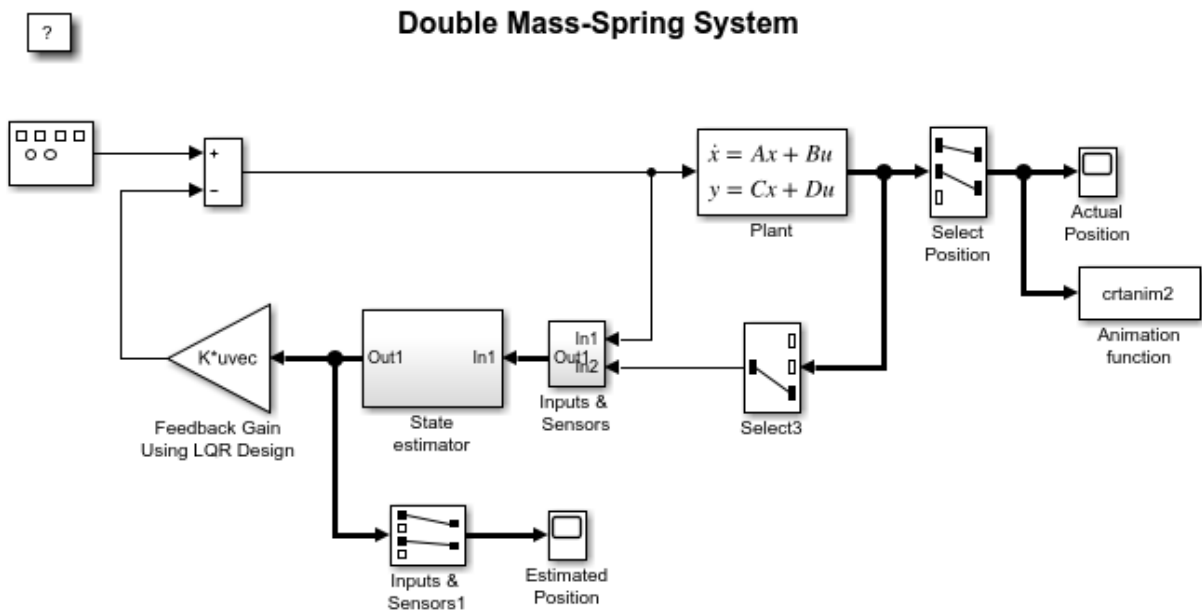 Double Mass-Spring System
?
+
−
ẋ = Ax + Bu
y = Cx + Du
Plant
Select
Position
Actual
Position
crtanim2
Animation
function
K*uvec
Feedback Gain
Using LQR Design
Out1
In1
State
estimator
In1
Out1
In2
Inputs &
Sensors
Select3
Inputs &
Sensors1
Estimated
Position